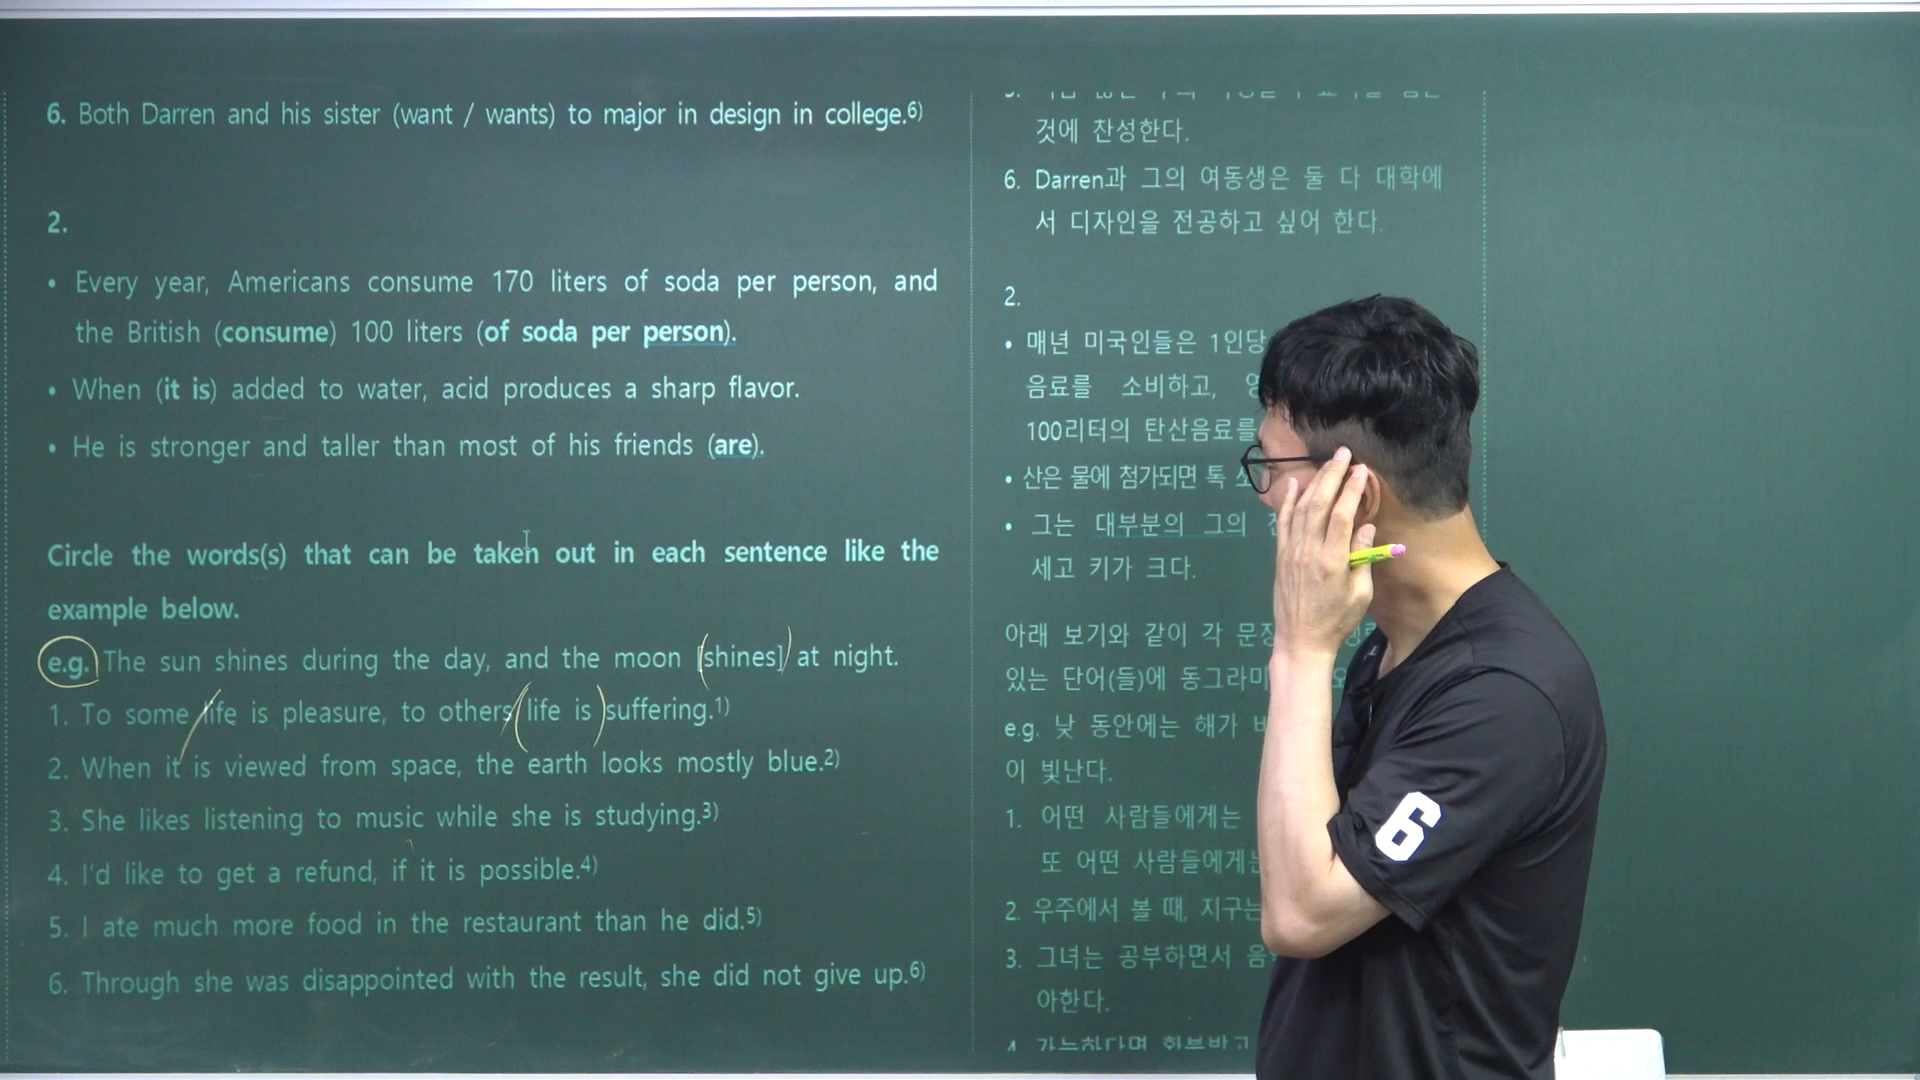 6. Both Darren and his sister (want / wants) to major in design in college.6)
2.
• Every year, Americans consume 170 liters of soda per person, and
the British (consume) 100 liters (of soda per person).
• When (it is) added to water, acid produces a sharp flavor.
• He is stronger and taller than most of his friends (are).
Circle the words(s) that can be taken out in each sentence like the
example below.
e.g. The sun shines during the day, and the moon [shines] at night.
1. To some life is pleasure, to others life is suffering.1)
2. When it is viewed from space, the earth looks mostly blue.2)
3. She likes listening to music while she is studying.3)
4. I'd like to get a refund, if it is possible.4)
5. I ate much more food in the restaurant than he did.5)
6. Through she was disappointed with the result, she did not give up.6)
것에 찬성한다.
6. Darren과 그의 여동생은 둘 다 대학에
서 디자인을 전공하고 싶어 한다.
2.
• 매년 미국인들은 1인당
음료를 소비하고,
100리터의 탄산음료를
• 산은 물에 첨가되면 톡
• 그는 대부분의 그의
세고 키가 크다.
아래 보기와 같이 각
있는 단어(들)에
e.g. 낮 동안에는 해가
이 빛난다.
1. 어떤 사람들에게는
또 어떤 사람들에게는
2. 우주에서 볼 때, 지구는
3. 그녀는 공부하면서
아한다.
6